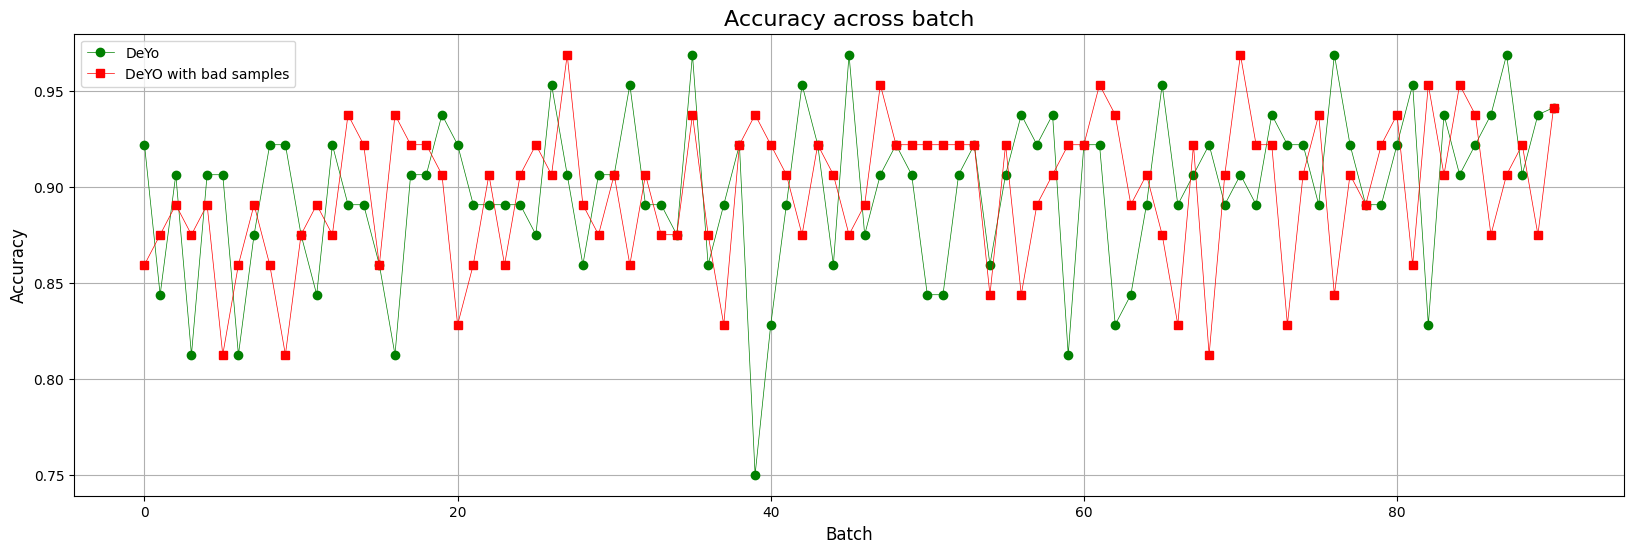 Accuracy across batch
DeYo
DeYO with bad samples
Accuracy
0.95
0.90
0.85
0.80
0.75
0 20 40 60 80
Batch